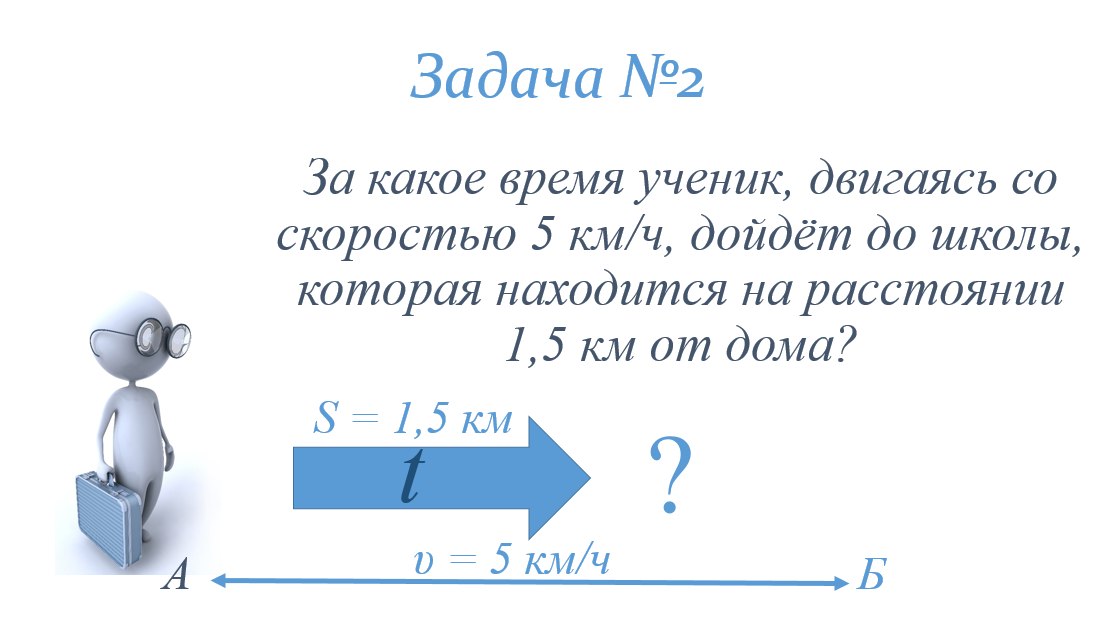 Задача №2
За какое время ученик, двигаясь со
скоростью 5 км/ч, дойдёт до школы,
которая находится на расстоянии
1,5 км от дома?
S = 1,5 км
t
?
υ = 5 км/ч
А
Б